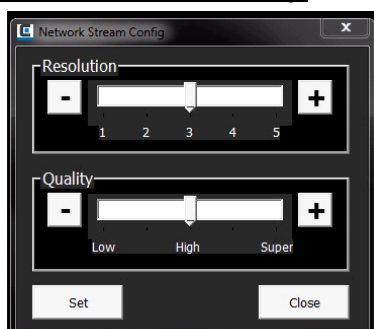 Network Stream Config x
Resolution
- +
1 2 3 4 5
Quality
- +
Low High Super
Set Close